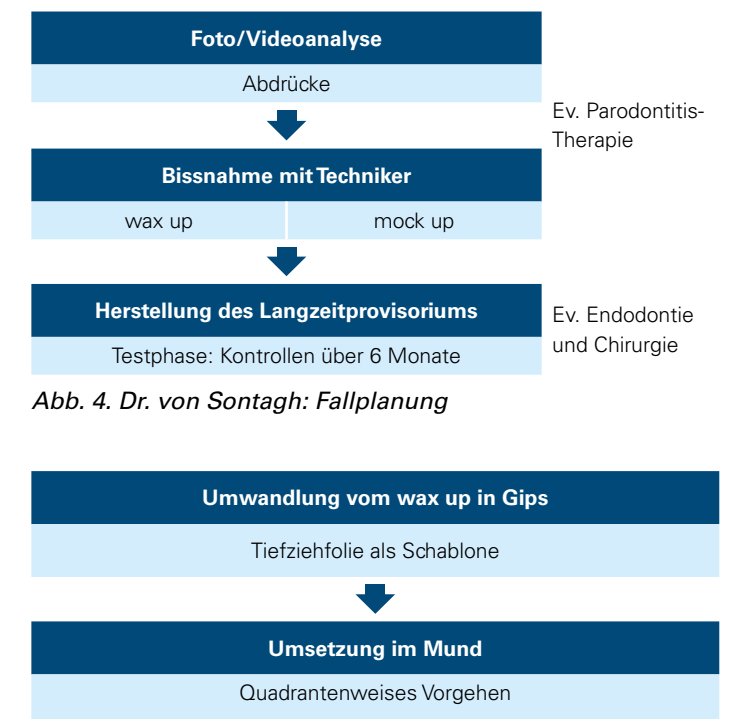 Foto/Videoanalyse
Abdrücke
Ev. Parodontitis-
Therapie
Bissnahme mit Techniker
wax up
mock up
Herstellung des Langzeitprovisoriums
Testphase: Kontrollen über 6 Monate
Ev. Endodontie
und Chirurgie
Abb. 4. Dr. von Sontagh: Fallplanung
Umwandlung vom wax up in Gips
Tiefziehfolie als Schablone
Umsetzung im Mund
Quadrantenweises Vorgehen